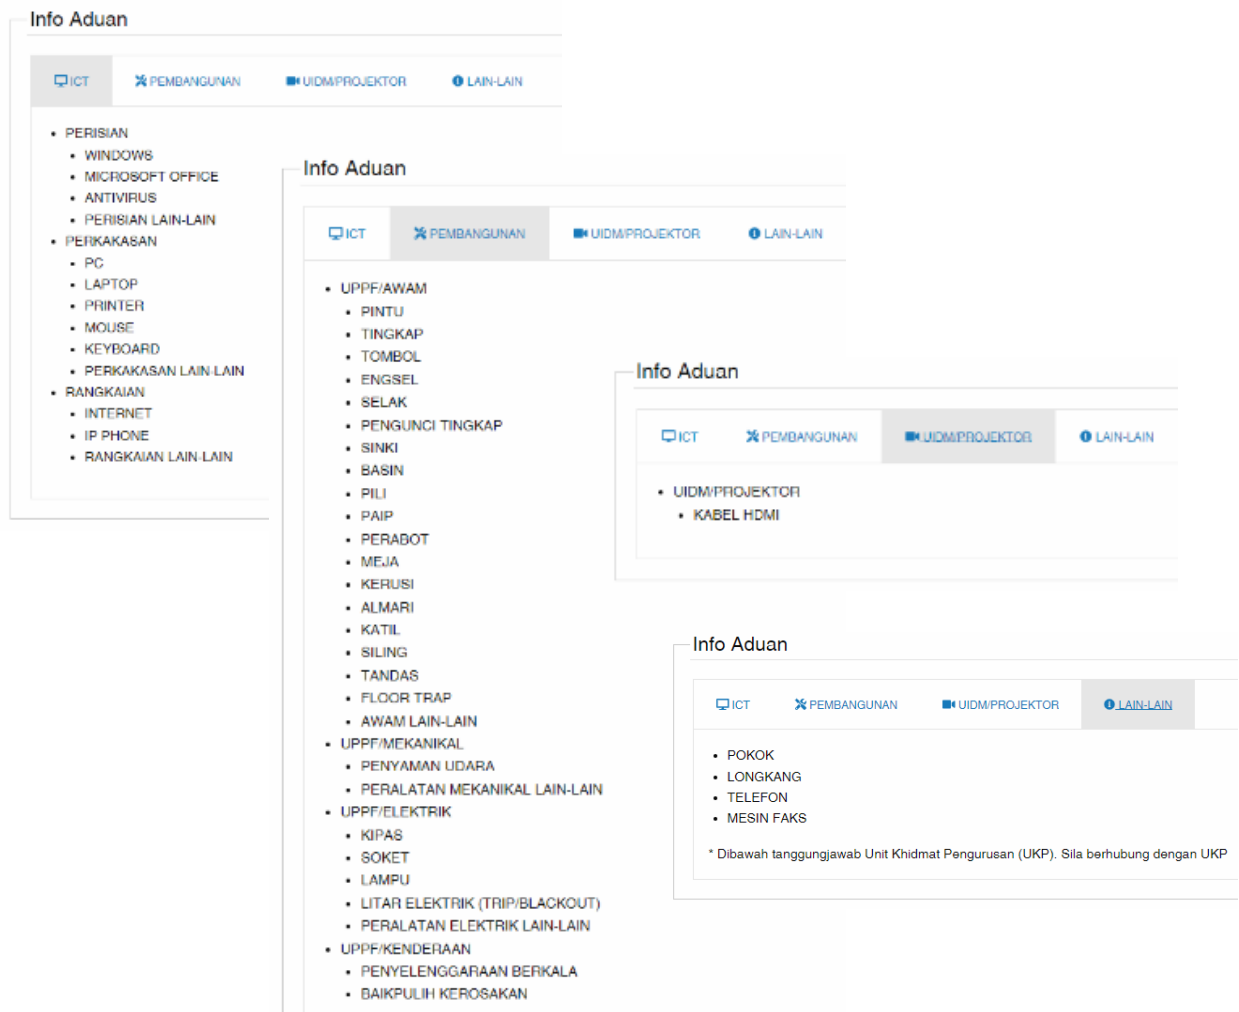 Info Aduan
ICT PEMBANGUNAN UIDM/PROJEKTOR LAIN-LAIN
• PERISIAN
• WINDOWS
• MICROSOFT OFFICE
• ANTIVIRUS
• PERISIAN LAIN-LAIN
• PERKAKASAN
• PC
• LAPTOP
• PRINTER
• MOUSE
• KEYBOARD
• PERKAKASAN LAIN-LAIN
• RANGKAIAN
• INTERNET
• IP PHONE
• RANGKAIAN LAIN-LAIN
Info Aduan
ICT PEMBANGUNAN UIDM/PROJEKTOR LAIN-LAIN
• UPPF/AWAM
• PINTU
• TINGKAP
• TOMBOL
• ENGSEL
• SELAK
• PENGUNCI TINGKAP
• SINKI
• BASIN
• PILI
• PAIP
• PERABOT
• MEJA
• KERUSI
• ALMARI
• KATIL
• SILING
• TANDAS
• FLOOR TRAP
• AWAM LAIN-LAIN
• UPPF/MEKANIKAL
• PENYAMAN UDARA
• PERALATAN MEKANIKAL LAIN-LAIN
• UPPF/ELEKTRIK
• KIPAS
• SOKET
• LAMPU
• LITAR ELEKTRIK (TRIP/BLACKOUT)
• PERALATAN ELEKTRIK LAIN-LAIN
• UPPF/KENDERAAN
• PENYELENGGARAAN BERKALA
• BAIKPULIH KEROSAKAN
Info Aduan
ICT PEMBANGUNAN UIDM/PROJEKTOR LAIN-LAIN
• UIDM/PROJEKTOR
• KABEL HDMI
Info Aduan
ICT PEMBANGUNAN UIDM/PROJEKTOR LAIN-LAIN
• POKOK
• LONGKANG
• TELEFON
• MESIN FAKS
* Dibawah tanggungjawab Unit Khidmat Pengurusan (UKP). Sila berhubung dengan UKP